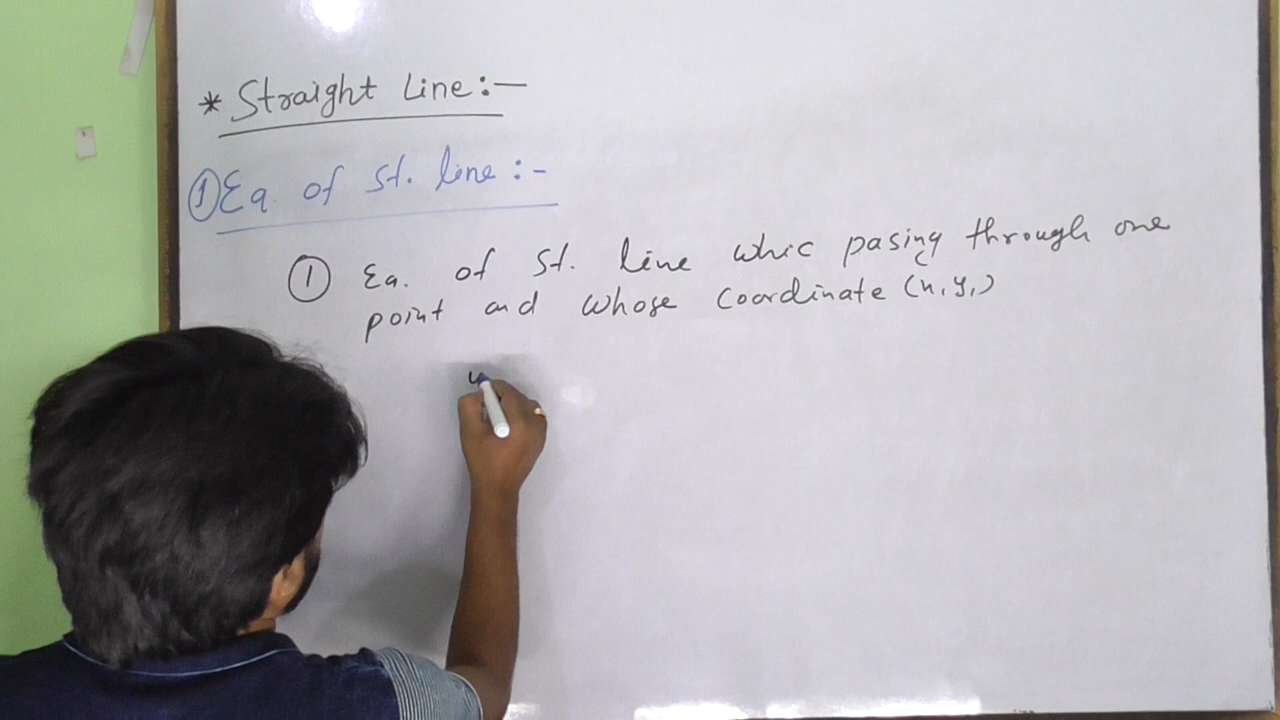 * Straight Line:-
① Eq. of St. line:-
① Eq. of St. line whic pasing through one
point and whose coordinate (x, y,)
y